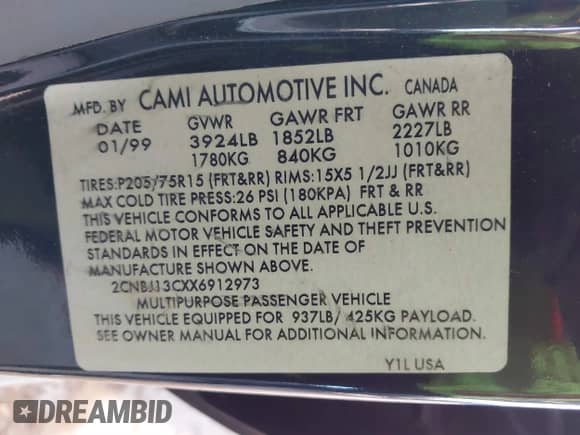 MFD. BY CAMI AUTOMOTIVE INC. CANADA
DATE GVWR GAWR FRT GAWR RR
01/99 3924LB 1852LB 2227LB
1780KG 840KG 1010KG
TIRES:P205/75R15 (FRT&RR) RIMS:15X5 1/2JJ (FRT&RR)
MAX COLD TIRE PRESS:26 PSI (180KPA) FRT & RR
THIS VEHICLE CONFORMS TO ALL APPLICABLE U.S.
FEDERAL MOTOR VEHICLE SAFETY AND THEFT PREVENTION
STANDARDS IN EFFECT ON THE DATE OF
MANUFACTURE SHOWN ABOVE.
2CNBJ13CXX6912973
MULTIPURPOSE PASSENGER VEHICLE
THIS VEHICLE EQUIPPED FOR 937LB/ 425KG PAYLOAD.
SEE OWNER MANUAL FOR ADDITIONAL INFORMATION.
Y1L USA
DREAMBID